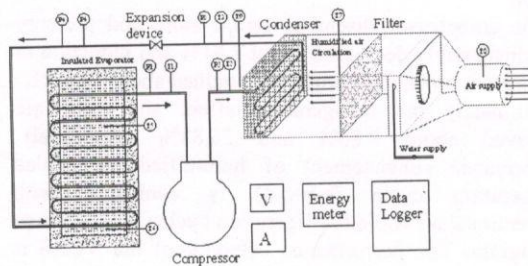 Expansion
device
Condenser
Filter
Humidified air
Circulation
Insulated Evaporator
Air supply
Water supply
Compressor
V
A
Energy
meter
Data
Logger